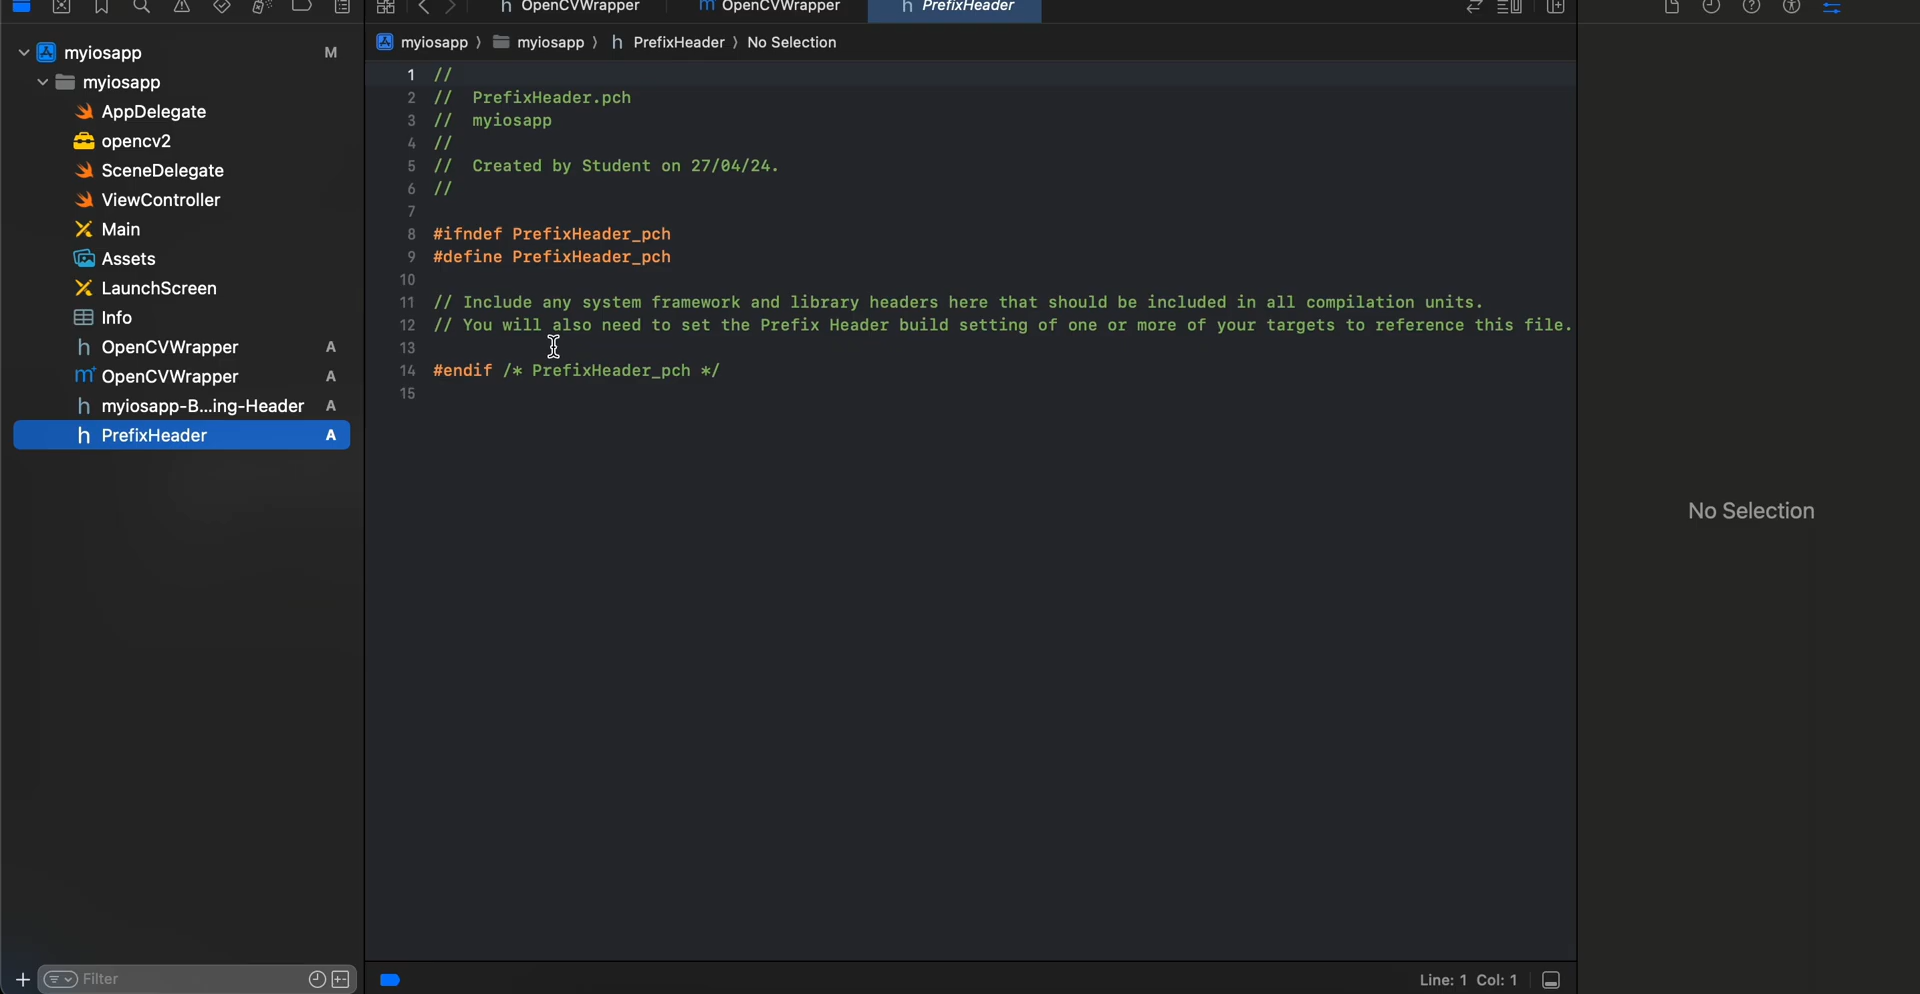 OpenCVWrapper
OpenCVWrapper
PrefixHeader
myiosapp M
myiosapp
AppDelegate
opencv2
SceneDelegate
ViewController
Main
Assets
LaunchScreen
Info
OpenCVWrapper A
OpenCVWrapper A
myiosapp-B...ing-Header A
PrefixHeader A
Filter
myiosapp 〉 myiosapp 〉 h PrefixHeader 〉 No Selection
1 //
2 //  PrefixHeader.pch
3 //  myiosapp
4 //
5 //  Created by Student on 27/04/24.
6 //
7
8 #ifndef PrefixHeader_pch
9 #define PrefixHeader_pch
10
11 // Include any system framework and library headers here that should be included in all compilation units.
12 // You will also need to set the Prefix Header build setting of one or more of your targets to reference this file.
13
14 #endif /* PrefixHeader_pch */
15
Line: 1 Col: 1
No Selection